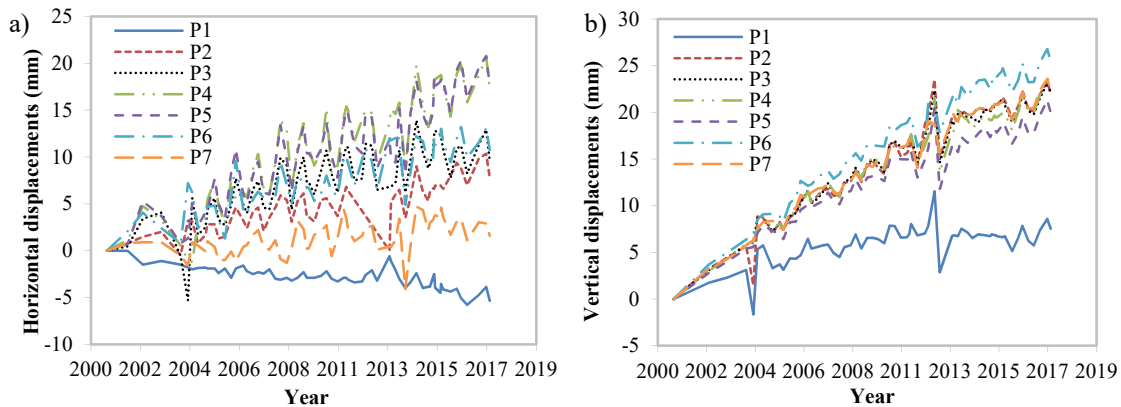 a)
Horizontal displacements (mm)
25
20
15
10
5
0
-5
-10
P1
P2
P3
P4
P5
P6
P7
2000 2002 2004 2006 2008 2009 2011 2013 2015 2017 2019
Year
b)
Vertical displacements (mm)
30
25
20
15
10
5
0
-5
P1
P2
P3
P4
P5
P6
P7
2000 2002 2004 2006 2008 2009 2011 2013 2015 2017 2019
Year